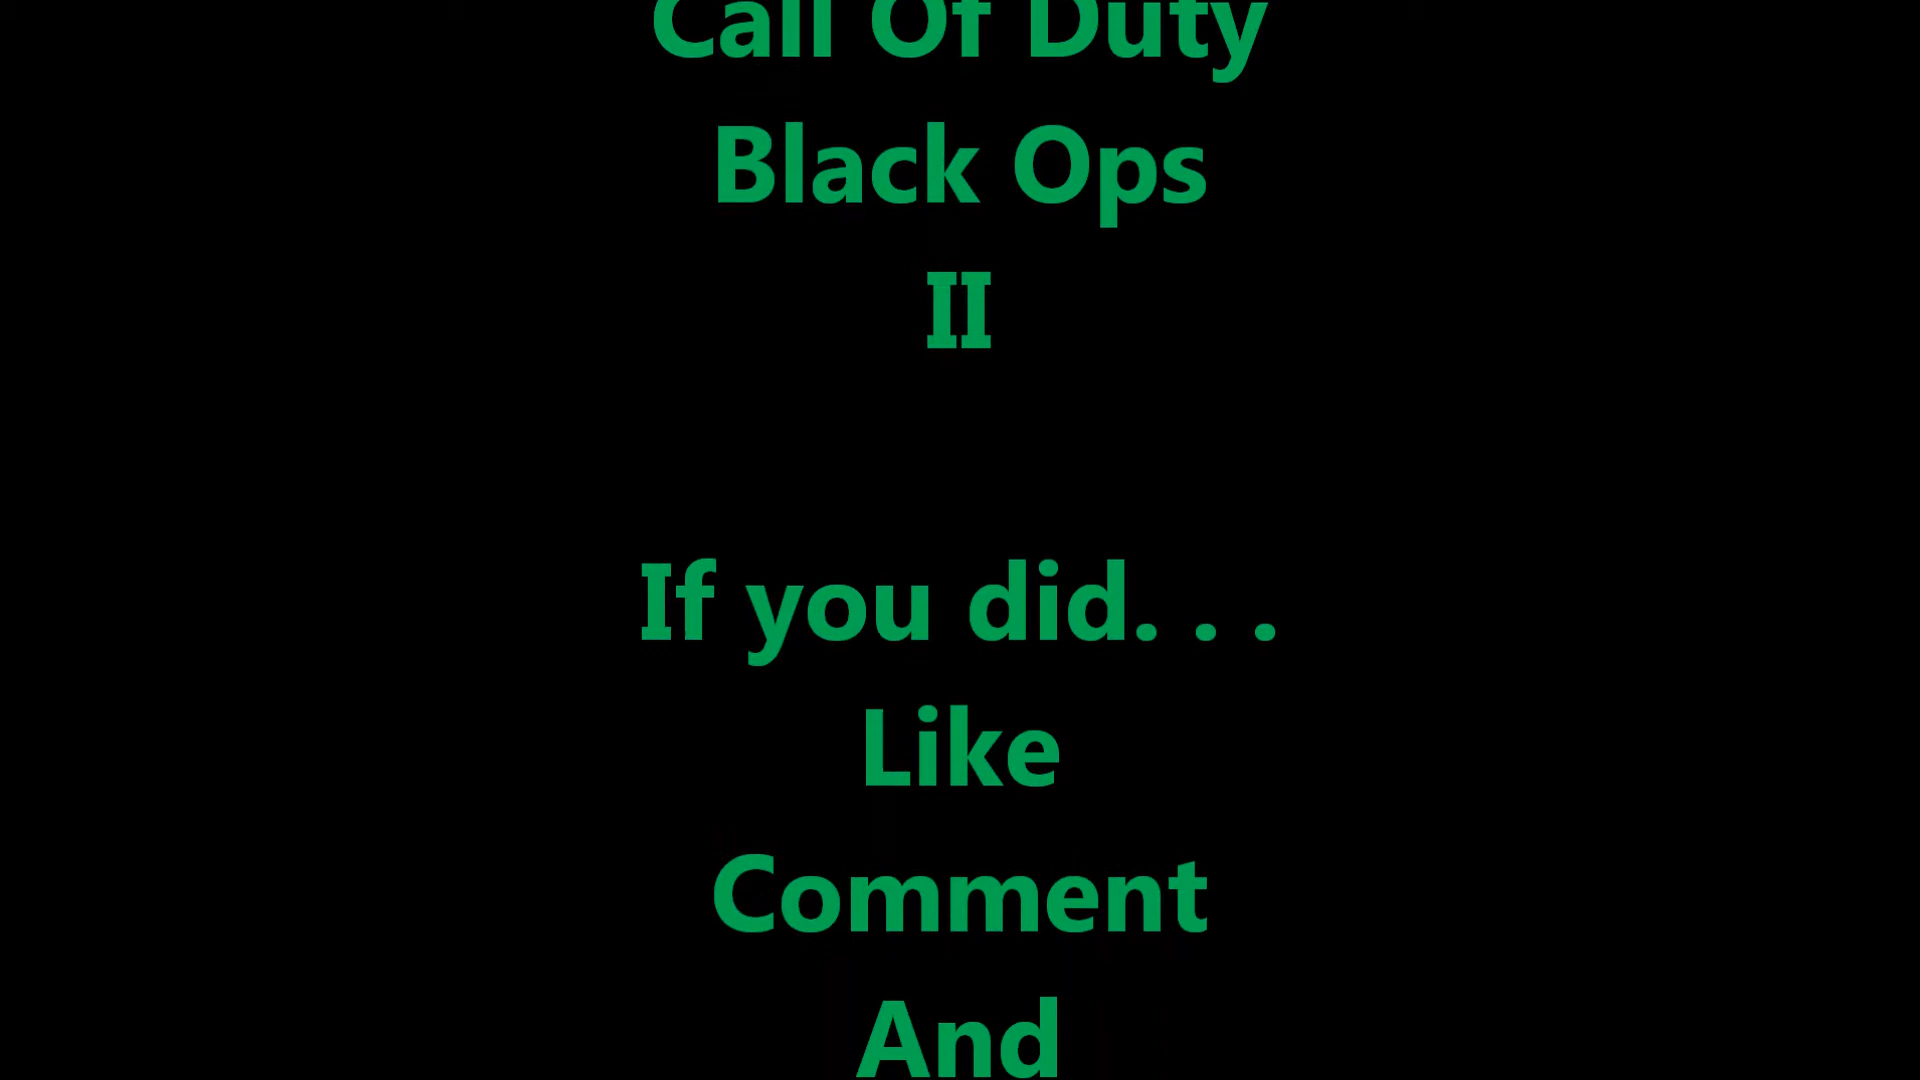 Call Of Duty
Black Ops
II
If you did. . .
Like
Comment
And